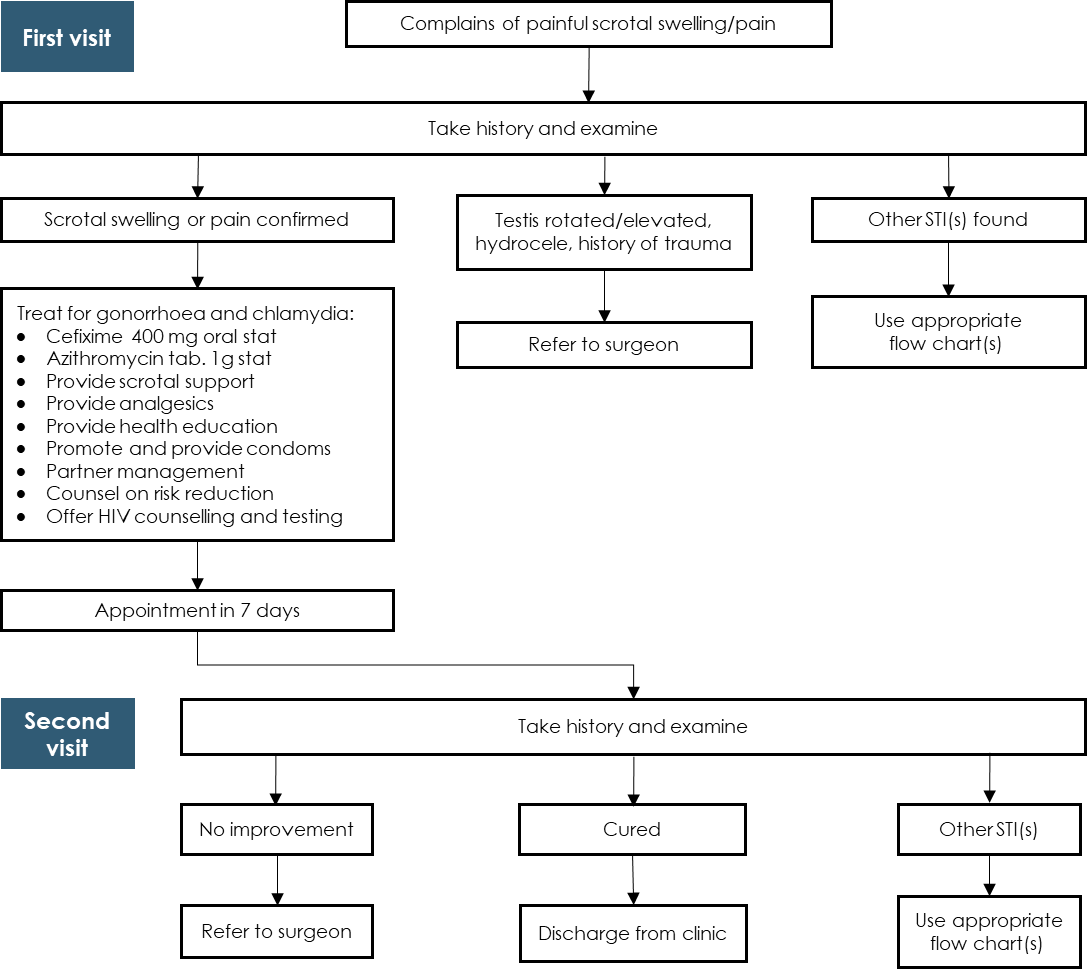 First visit
Complains of painful scrotal swelling/pain
Take history and examine
Scrotal swelling or pain confirmed
Testis rotated/elevated,
hydrocele, history of trauma
Other STI(s) found
Treat for gonorrhoea and chlamydia:
• Cefixime 400 mg oral stat
• Azithromycin tab. 1g stat
• Provide scrotal support
• Provide analgesics
• Provide health education
• Promote and provide condoms
• Partner management
• Counsel on risk reduction
• Offer HIV counselling and testing
Refer to surgeon
Use appropriate
flow chart(s)
Appointment in 7 days
Second
visit
Take history and examine
No improvement
Cured
Other STI(s)
Refer to surgeon
Discharge from clinic
Use appropriate
flow chart(s)